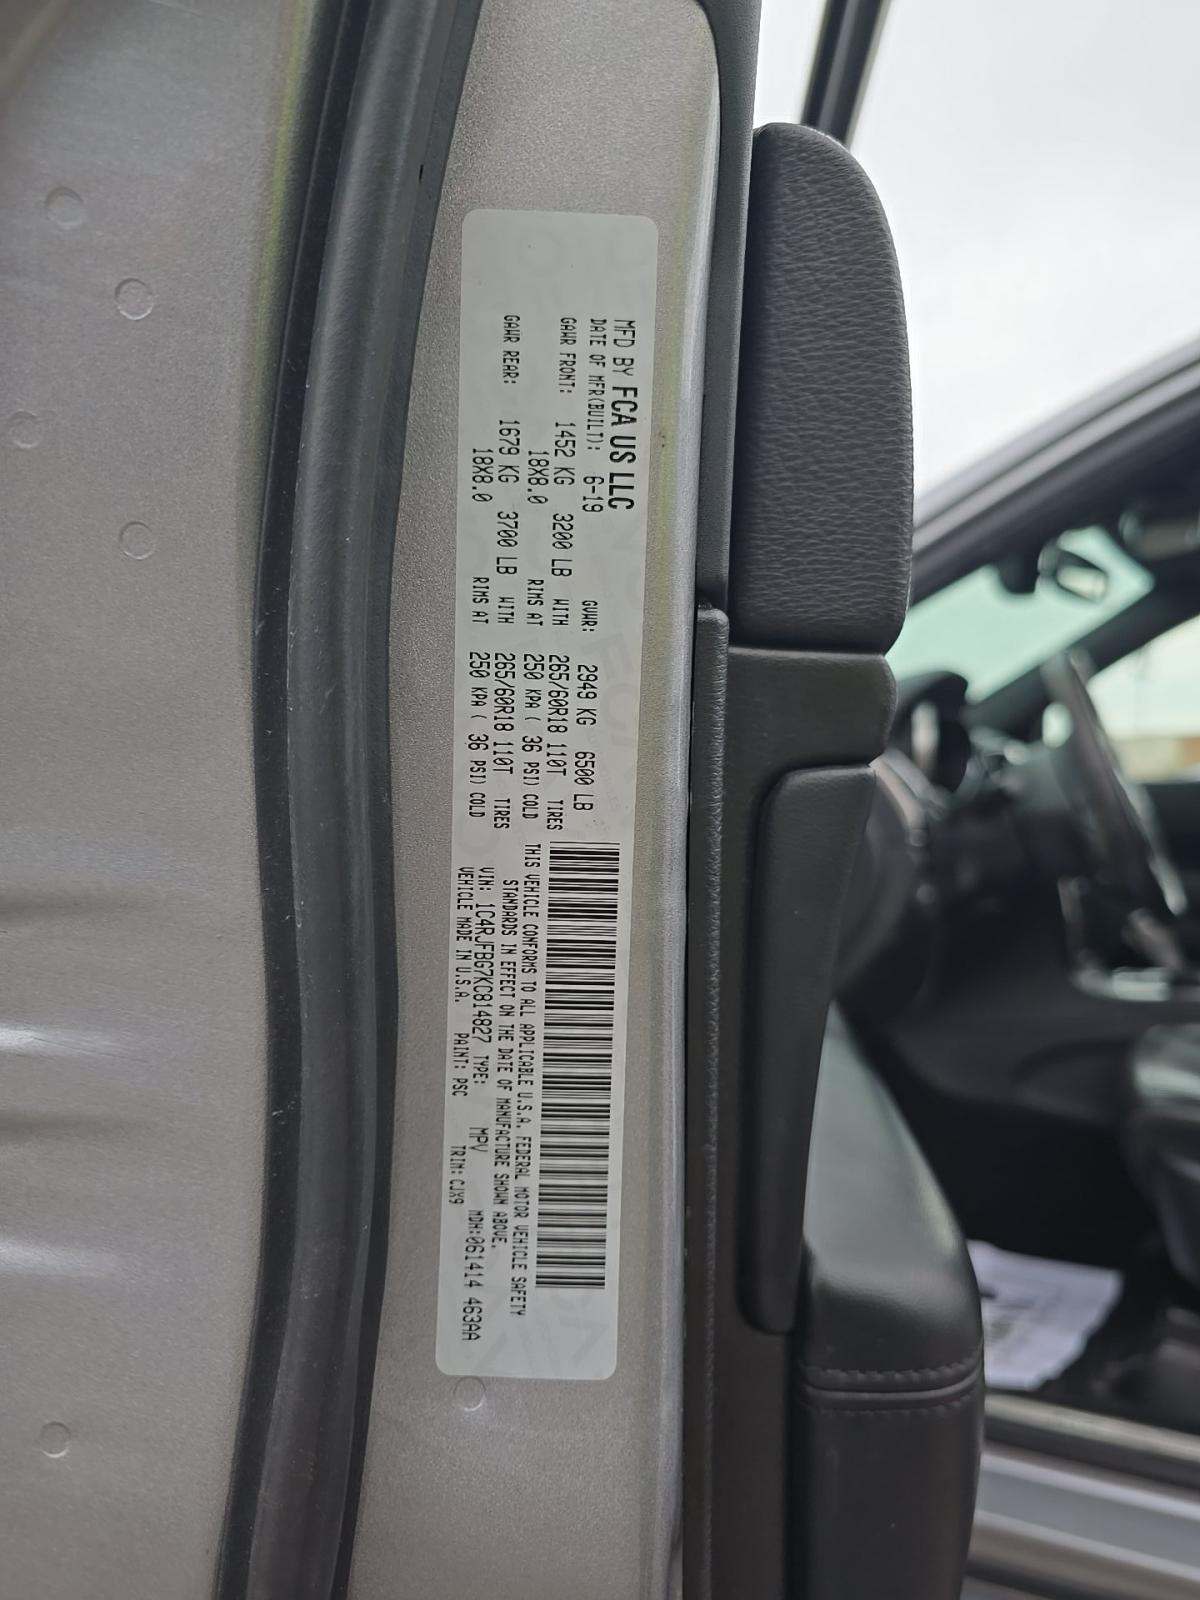 MFD BY FCA US LLC
DATE OF MFR(BUILT): 6-19 GVWR: 2949 KG 6500 LB
GAWR FRONT: 1452 KG 3200 LB WITH 265/60R18 110T TIRES
18X8.0 RIMS AT 250 KPA ( 36 PSI) COLD
GAWR REAR: 1679 KG 3700 LB WITH 265/60R18 110T TIRES
18X8.0 RIMS AT 250 KPA ( 36 PSI) COLD
THIS VEHICLE CONFORMS TO ALL APPLICABLE U.S.A. FEDERAL MOTOR VEHICLE SAFETY
STANDARDS IN EFFECT ON THE DATE OF MANUFACTURE SHOWN ABOVE.
VIN: 1C4RJFBG7KC814827 TYPE: MPV MDH:061414 463AA
VEHICLE MADE IN U.S.A. PAINT: PSC TRIM: CJX9